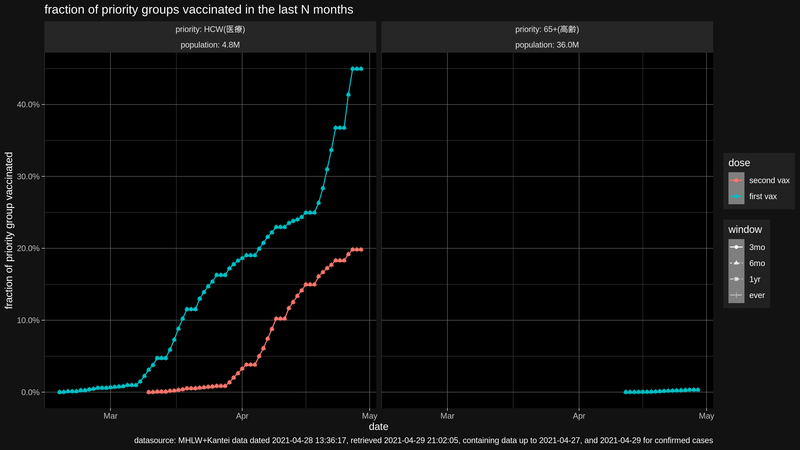 fraction of priority groups vaccinated in the last N months
priority: HCW(医療)
population: 4.8M
priority: 65+(高齢)
population: 36.0M
fraction of priority group vaccinated
40.0%
30.0%
20.0%
10.0%
0.0%
Mar
Apr
May
Mar
Apr
May
date
dose
second vax
first vax
window
3mo
6mo
1yr
ever
datasource: MHLW+Kantei data dated 2021-04-28 13:36:17, retrieved 2021-04-29 21:02:05, containing data up to 2021-04-27, and 2021-04-29 for confirmed cases